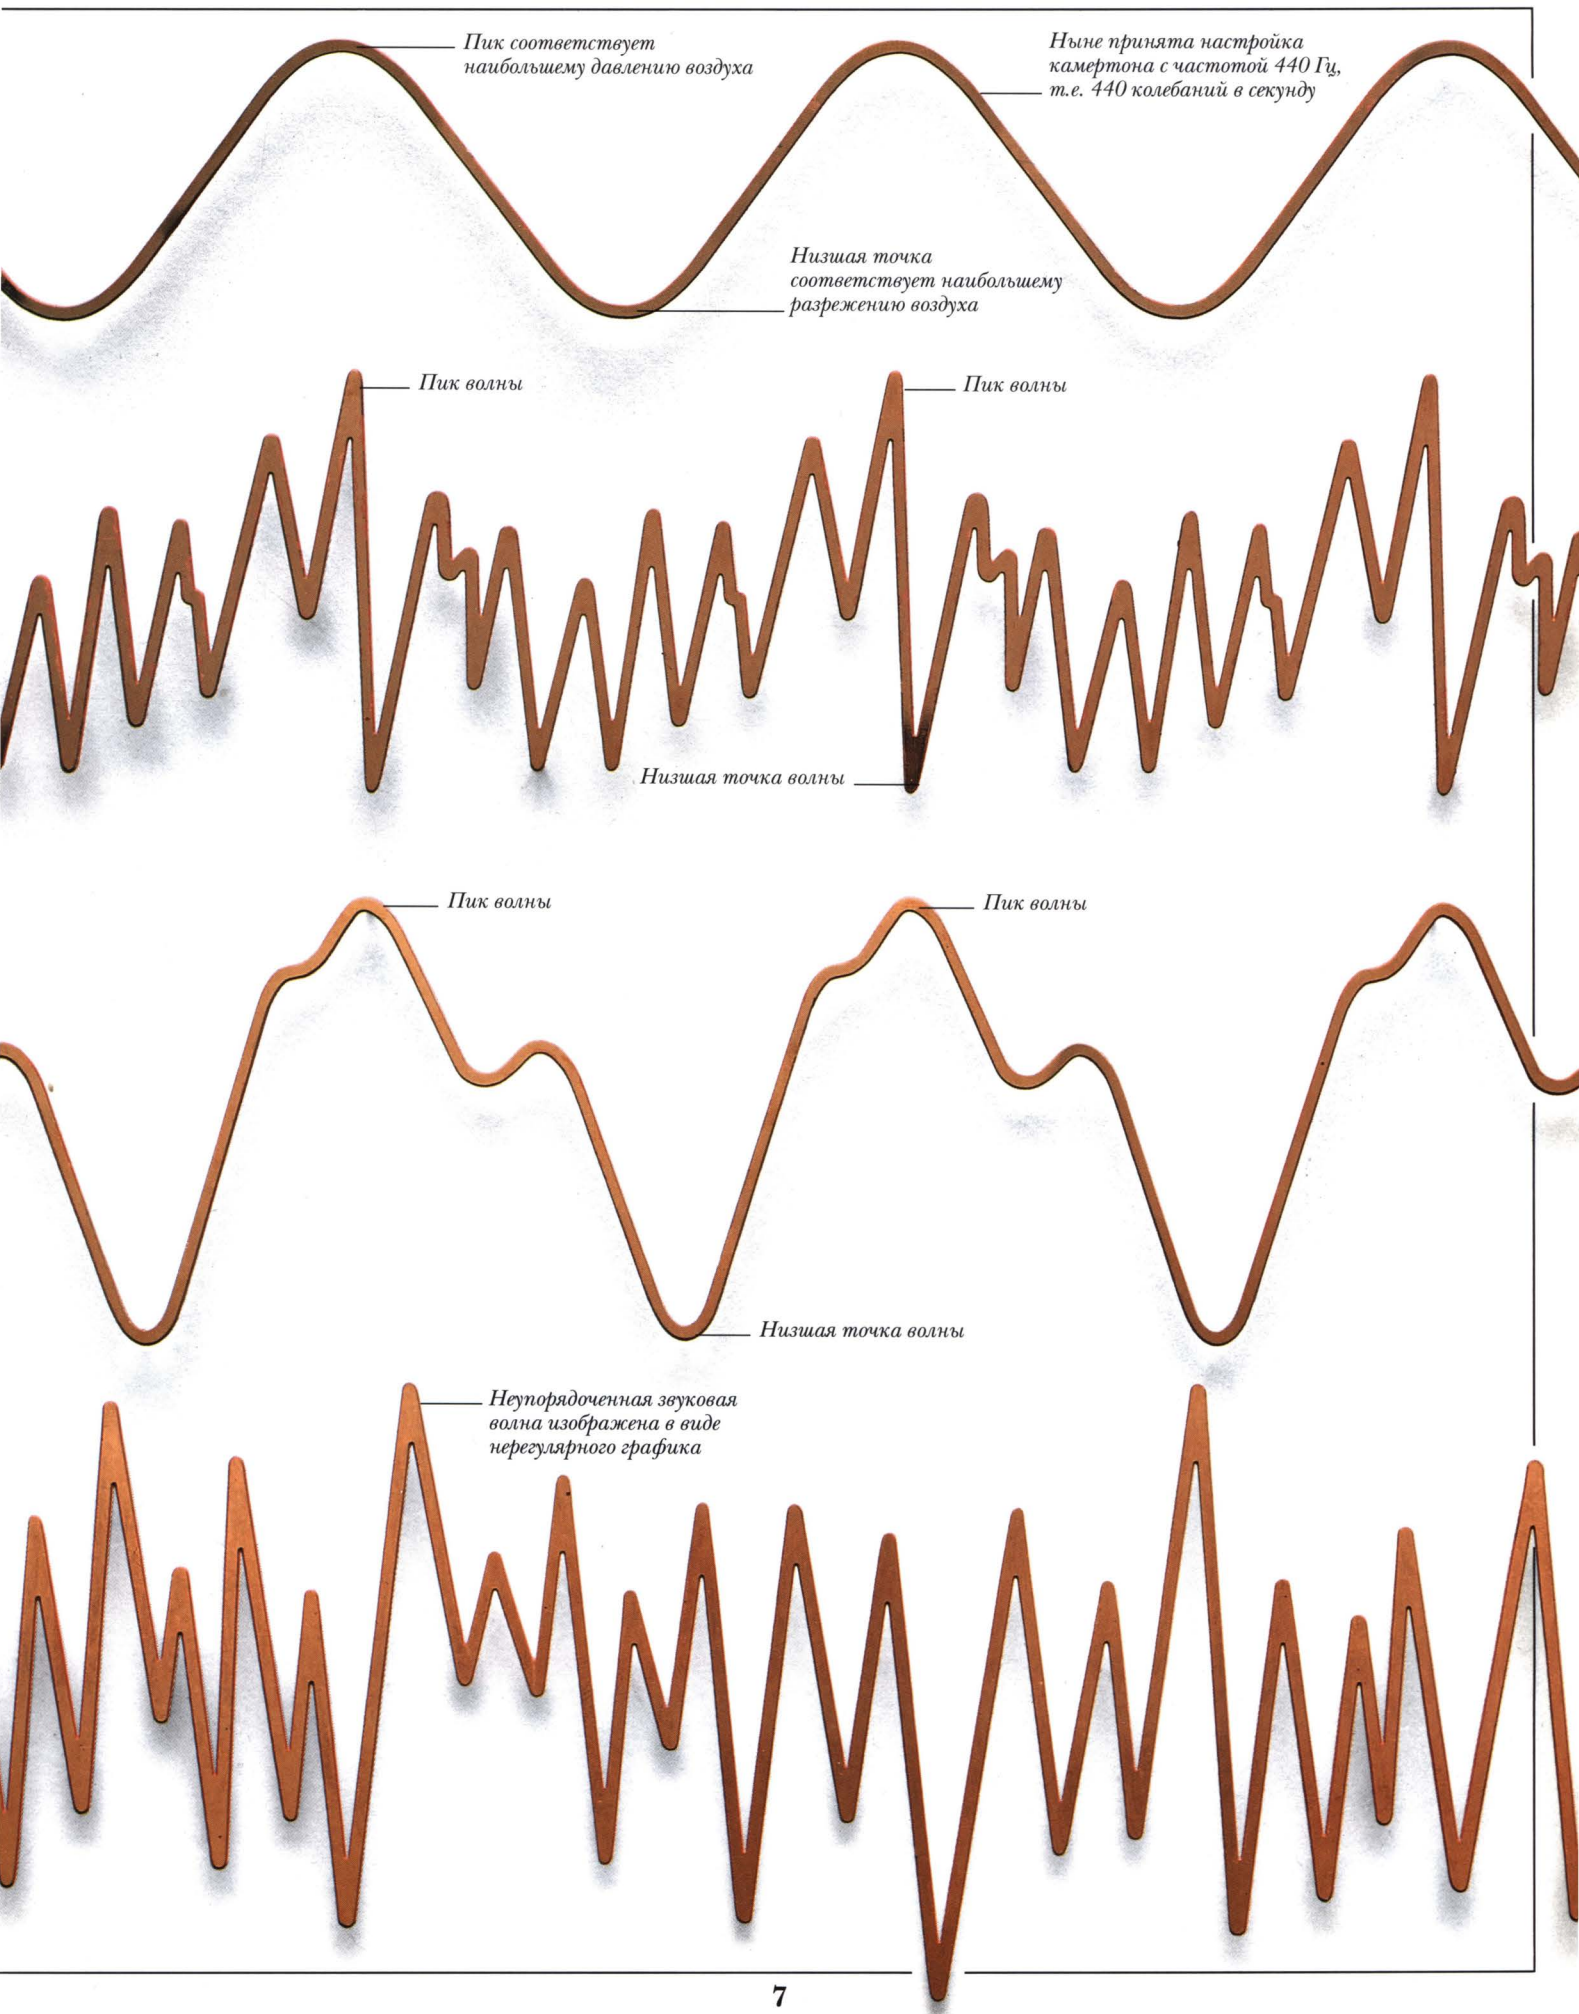 Пик соответствует
наибольшему давлению воздуха
Ныне принята настройка
камертона с частотой 440 Гц,
т.е. 440 колебаний в секунду
Низшая точка
соответствует наибольшему
разрежению воздуха
Пик волны
Пик волны
Низшая точка волны
Пик волны
Пик волны
Низшая точка волны
Неупорядоченная звуковая
волна изображена в виде
нерегулярного графика
7